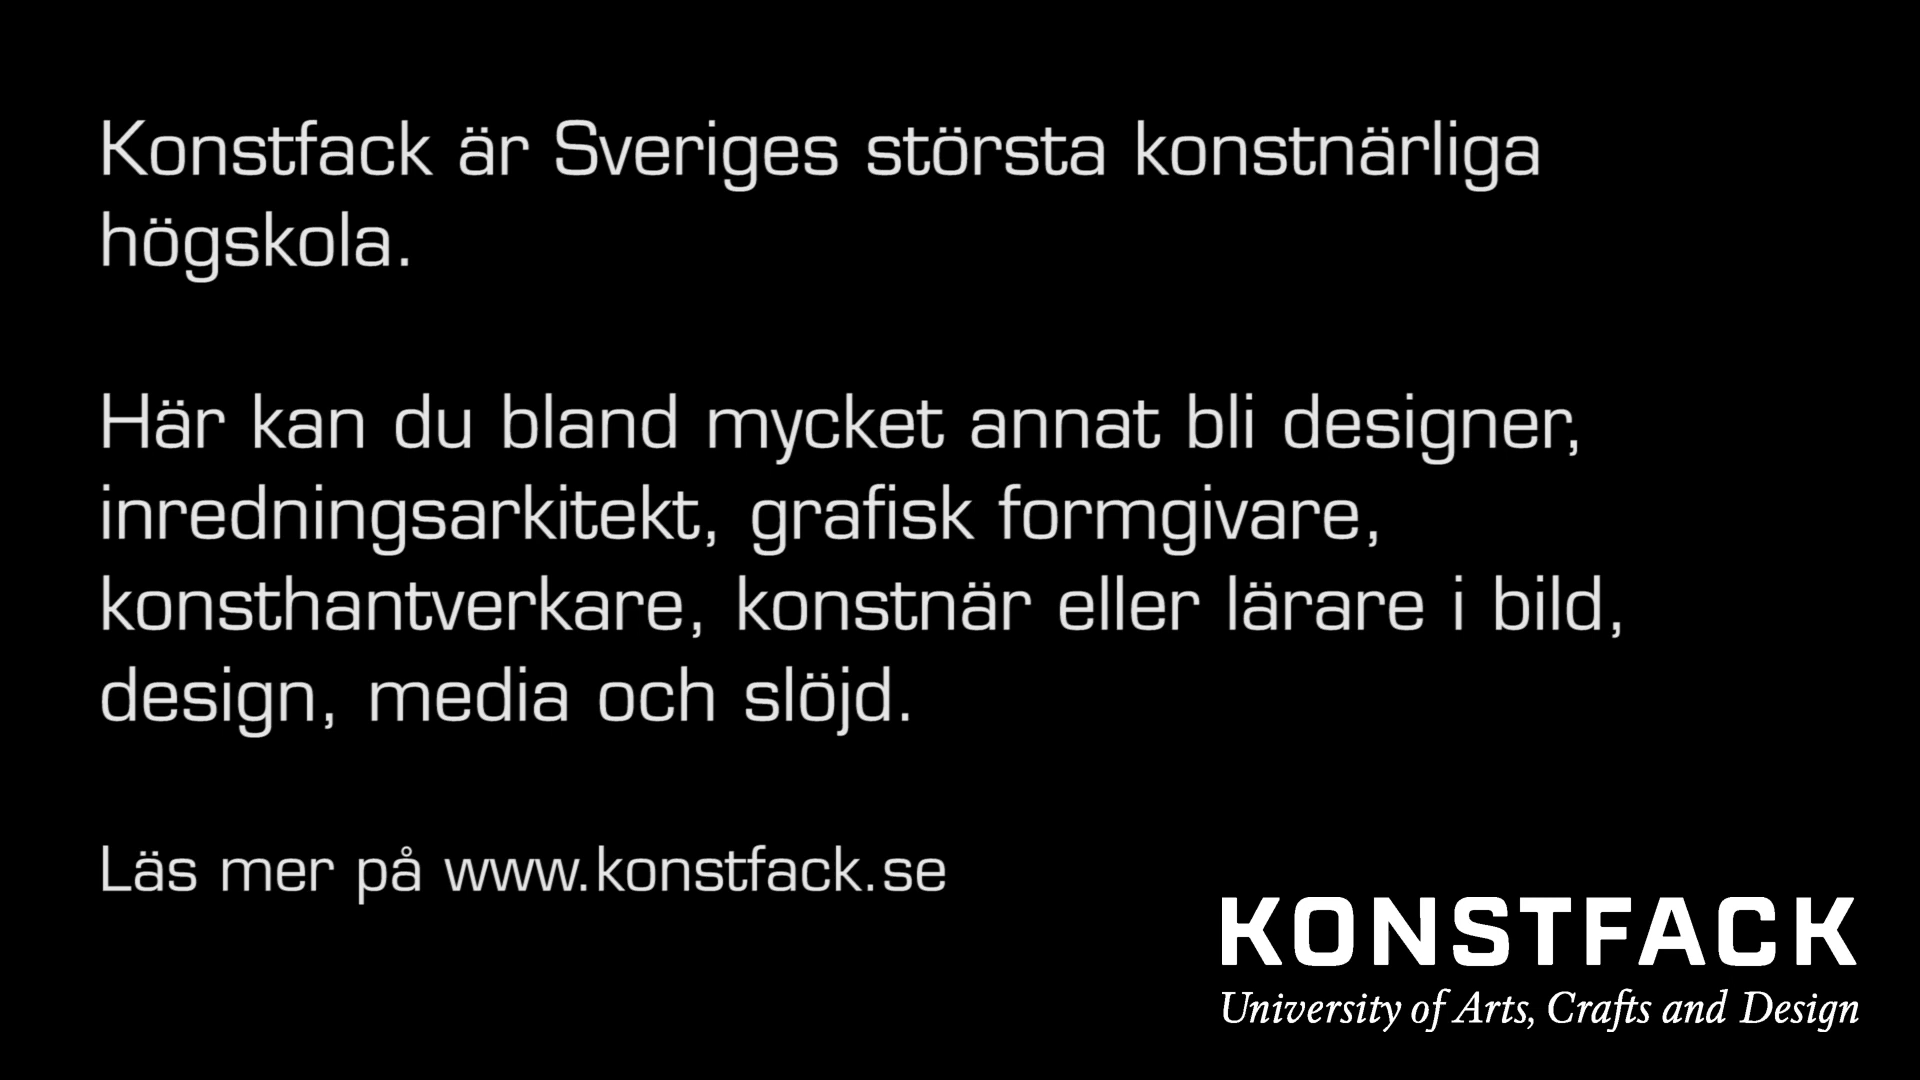 Konstfack är Sveriges största konstnärliga
högskola.
Här kan du bland mycket annat bli designer,
inredningsarkitekt, grafisk formgivare,
konsthantverkare, konstnär eller lärare i bild,
design, media och slöjd.
Läs mer på www.konstfack.se
KONSTFACK
University of Arts, Crafts and Design